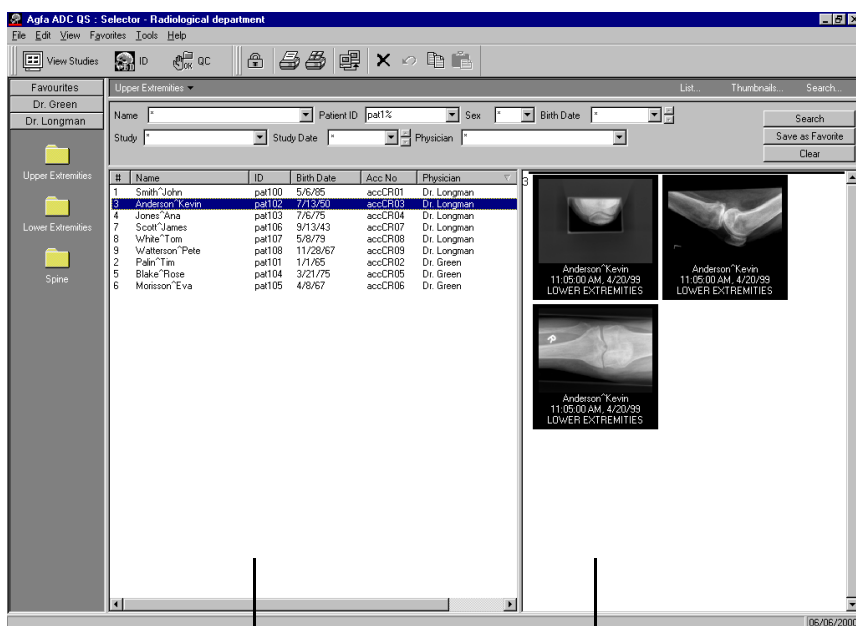 Agfa ADC QS : Selector - Radiological department
File Edit View Favorites Tools Help
View Studies ID OK QC
Favourites
Dr. Green
Dr. Longman
Upper Extremities
Lower Extremities
Spine
Upper Extremities List... Thumbnails... Search...
Name * Patient ID pat1% Sex * Birth Date * Search
Study * Study Date * Physician * Save as Favorite
Clear
# Name ID Birth Date Acc No Physician
1 Smith^John pat100 5/6/85 accCR01 Dr. Longman
3 Anderson^Kevin pat102 7/13/50 accCR03 Dr. Longman
4 Jones^Ana pat103 7/6/75 accCR04 Dr. Longman
7 Scott^James pat106 9/13/43 accCR07 Dr. Longman
8 White^Tom pat107 5/8/79 accCR08 Dr. Longman
9 Watterson^Pete pat108 11/28/67 accCR09 Dr. Longman
2 Palin^Tim pat101 1/1/65 accCR02 Dr. Green
5 Blake^Rose pat104 3/21/75 accCR05 Dr. Green
6 Morisson^Eva pat105 4/8/67 accCR06 Dr. Green
3
Anderson^Kevin
11:05:00 AM, 4/20/99
LOWER EXTREMITIES
Anderson^Kevin
11:05:00 AM, 4/20/99
LOWER EXTREMITIES
R
Anderson^Kevin
11:05:00 AM, 4/20/99
LOWER EXTREMITIES
06/06/2000